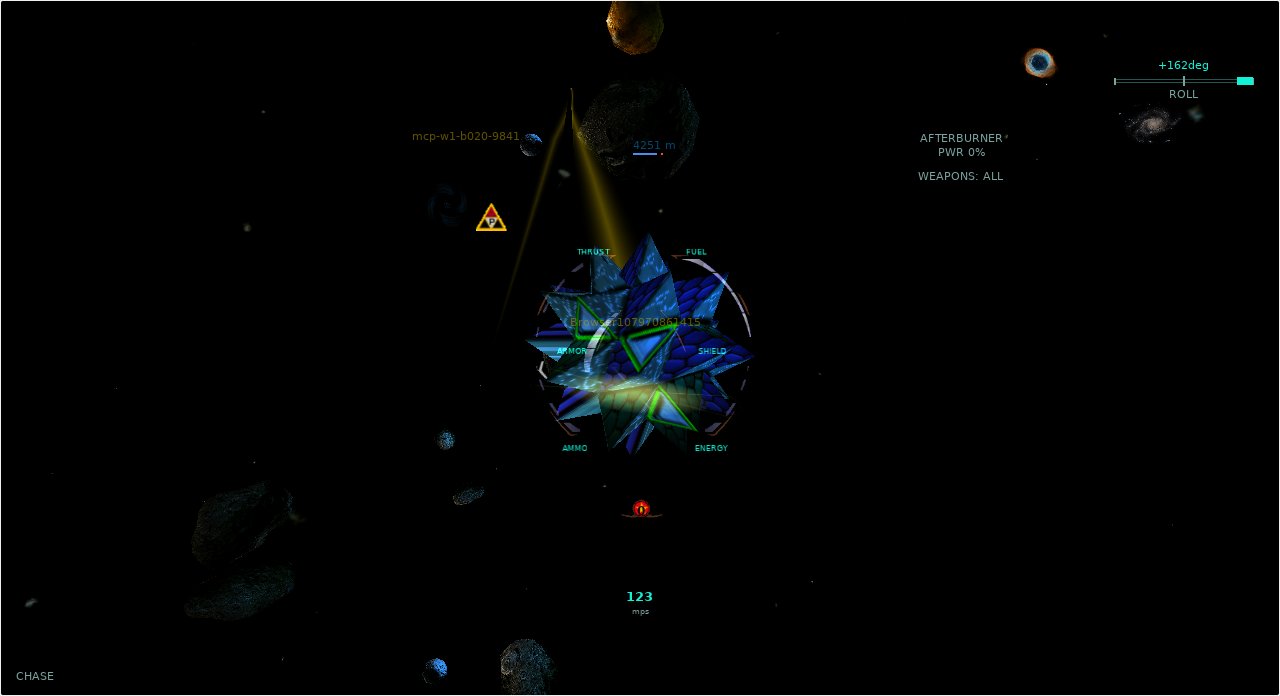 +162deg
ROLL
mcp-w1-b020-9841
4251 m
AFTERBURNER
PWR 0%
WEAPONS: ALL
P
THRUST
FUEL
Browser107970861415
ARMOR
SHIELD
AMMO
ENERGY
123
mps
CHASE